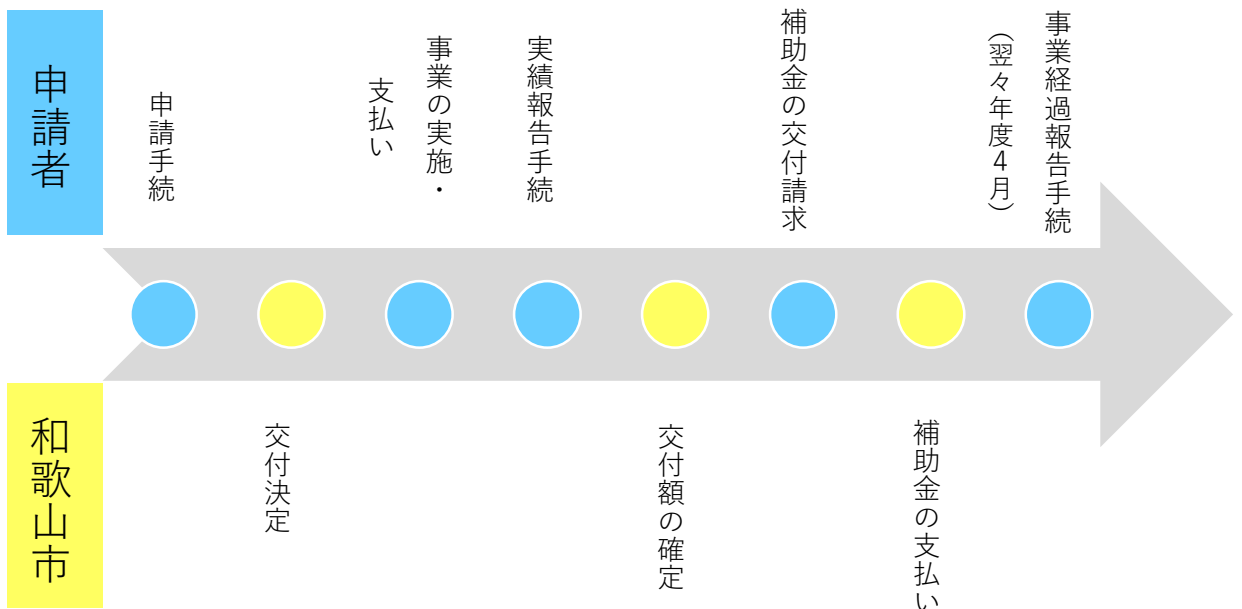 申請者
申請手続
事業の実施・
支払い
実績報告手続
補助金の交付請求
事業経過報告手続
（翌々年度4月）
和歌山市
交付決定
交付額の確定
補助金の支払い